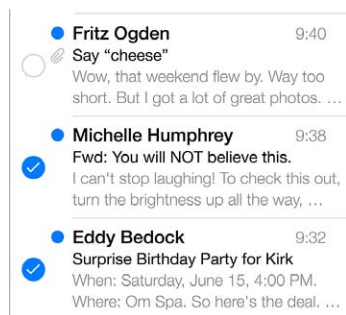 Fritz Ogden 9:40
Say “cheese”
Wow, that weekend flew by. Way too
short. But I got a lot of great photos. ...
Michelle Humphrey 9:38
Fwd: You will NOT believe this.
I can't stop laughing! To check this out,
turn the brightness up all the way, ...
Eddy Bedock 9:32
Surprise Birthday Party for Kirk
When: Saturday, June 15, 4:00 PM.
Where: Om Spa. So here's the deal. ...